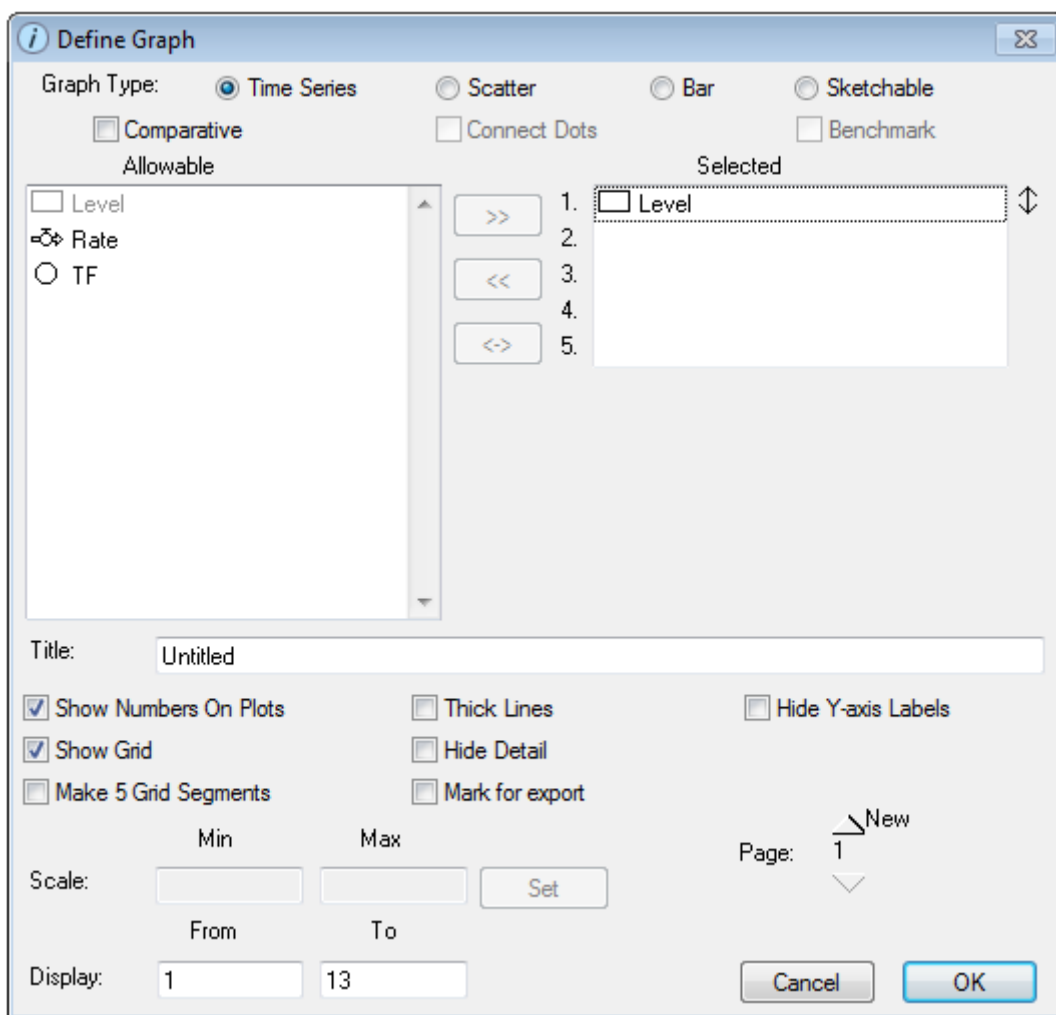 Define Graph
Graph Type: Time Series Scatter Bar Sketchable
Comparative Connect Dots Benchmark
Allowable Selected
Level >> 1. Level
Rate 2.
TF << 3.
4.
<-> 5.
Title: Untitled
Show Numbers On Plots Thick Lines Hide Y-axis Labels
Show Grid Hide Detail
Make 5 Grid Segments Mark for export
Min Max New
Page: 1
Scale: Set
From To
Display: 1 13 Cancel OK